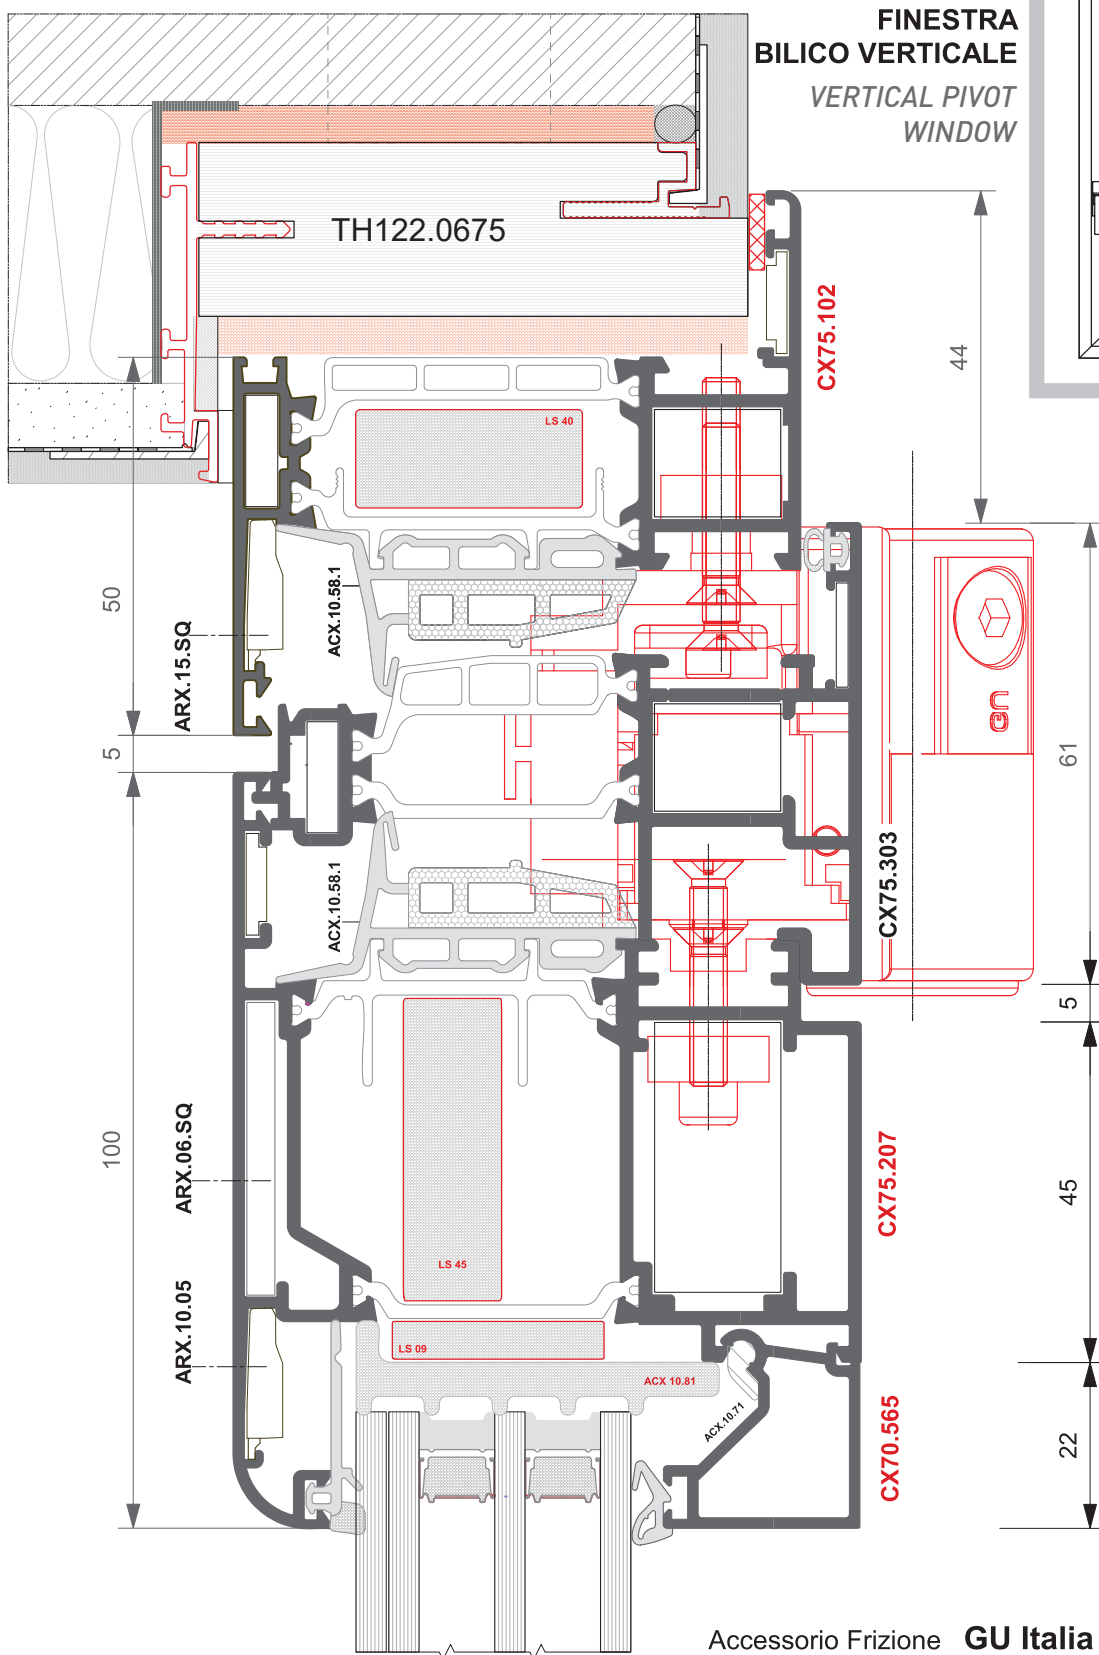 FINESTRA
BILICO VERTICALE
VERTICAL PIVOT
WINDOW
TH122.0675
CX75.102
44
LS 40
50
ACX.10.58.1
ARX.15.SQ
5
61
CX75.303
ACX.10.58.1
5
100
ARX.06.SQ
CX75.207
45
LS 45
ARX.10.05
LS 09
ACX 10.81
ACX.10.71
CX70.565
22
Accessorio Frizione GU Italia